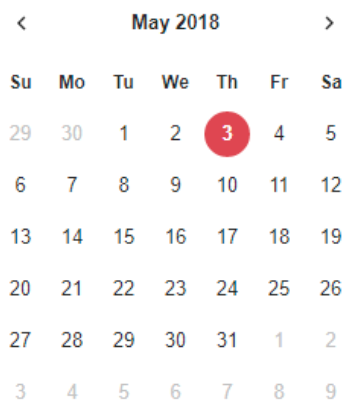 May 2018
Su Mo Tu We Th Fr Sa
29 30 1 2 3 4 5
6 7 8 9 10 11 12
13 14 15 16 17 18 19
20 21 22 23 24 25 26
27 28 29 30 31 1 2
3 4 5 6 7 8 9